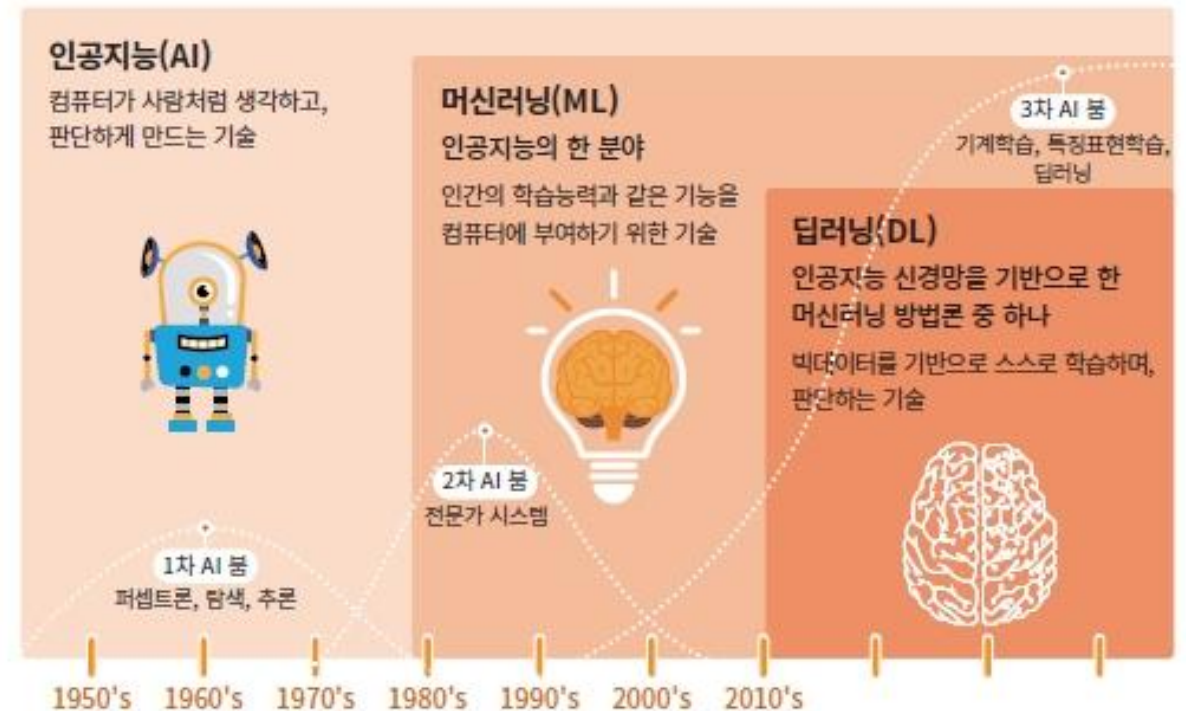 인공지능(AI)
컴퓨터가 사람처럼 생각하고,
판단하게 만드는 기술
머신러닝(ML)
인공지능의 한 분야
인간의 학습능력과 같은 기능을
컴퓨터에 부여하기 위한 기술
3차 AI 붐
기계학습, 특징표현학습,
딥러닝
딥러닝(DL)
인공지능 신경망을 기반으로 한
머신러닝 방법론 중 하나
빅데이터를 기반으로 스스로 학습하며,
판단하는 기술
2차 AI 붐
전문가 시스템
1차 AI 붐
퍼셉트론, 탐색, 추론
1950's 1960's 1970's 1980's 1990's 2000's 2010's